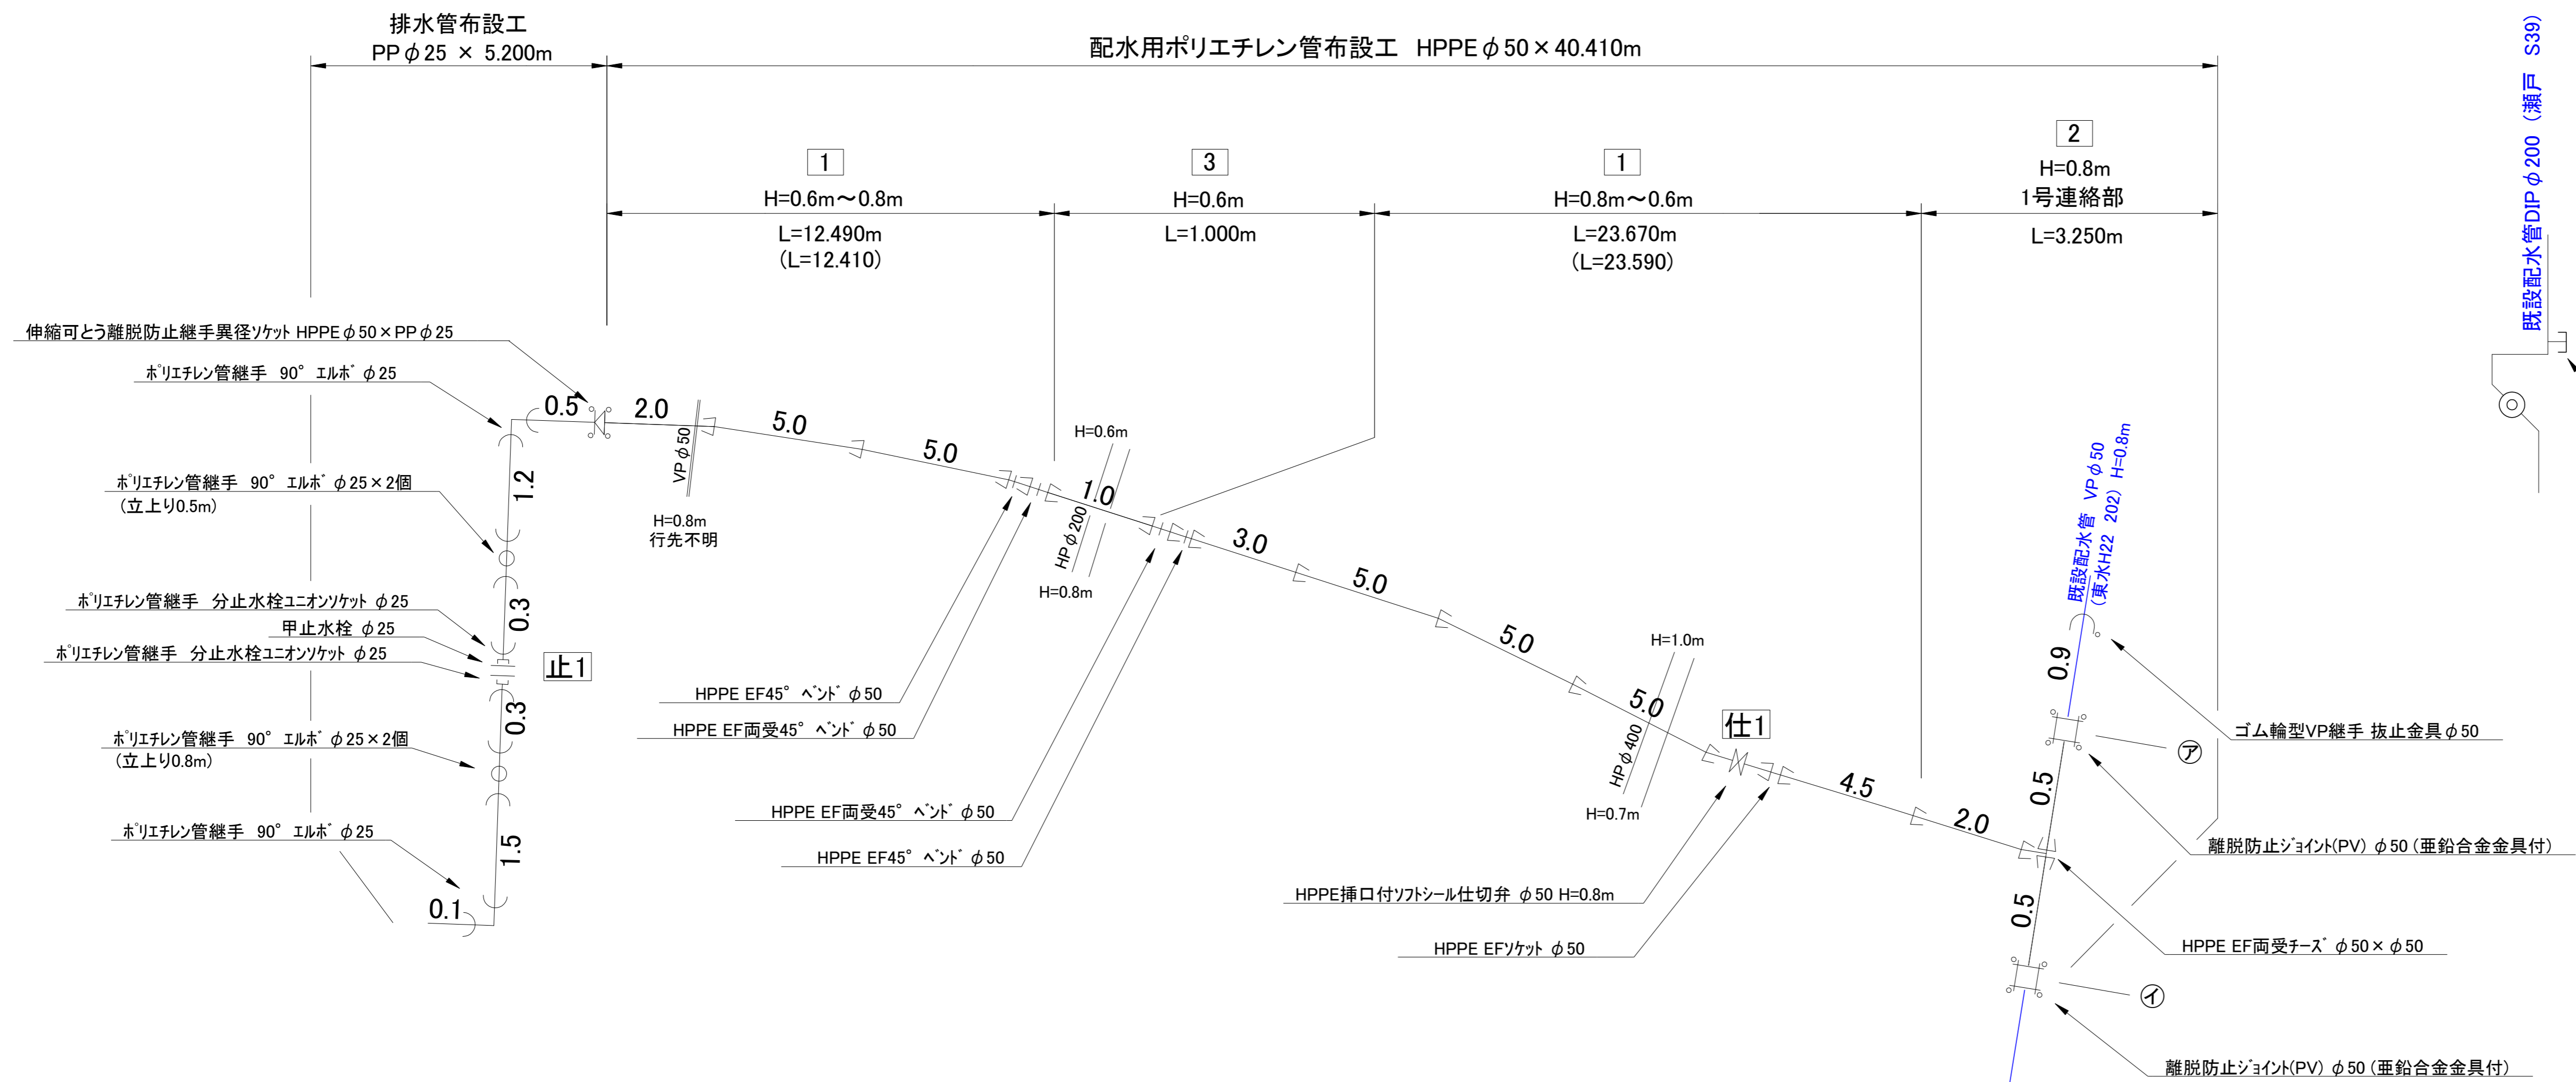 排水管布設工
PPφ25 × 5.200m
配水用ポリエチレン管布設工 HPPEφ50×40.410m
既設配水管DIPφ200(瀬戸 S39)
1
H=0.6m～0.8m
L=12.490m
(L=12.410)
3
H=0.6m
L=1.000m
1
H=0.8m～0.6m
L=23.670m
(L=23.590)
2
H=0.8m
1号連絡部
L=3.250m
伸縮可とう離脱防止継手異径ソケット HPPEφ50×PPφ25
ポリエチレン管継手 90° エルボ φ25
0.5
2.0
5.0
5.0
VPφ50
H=0.8m
行先不明
1.2
ポリエチレン管継手 90° エルボ φ25×2個
(立上り0.5m)
H=0.6m
1.0
HPφ200
H=0.8m
3.0
5.0
5.0
5.0
H=1.0m
HPφ400
H=0.7m
仕1
4.5
2.0
ポリエチレン管継手 分止水栓ユニオンソケット φ25
甲止水栓 φ25
ポリエチレン管継手 分止水栓ユニオンソケット φ25
0.3
止1
0.3
ポリエチレン管継手 90° エルボ φ25×2個
(立上り0.8m)
ポリエチレン管継手 90° エルボ φ25
1.5
0.1
HPPE EF45° ベンド φ50
HPPE EF両受45° ベンド φ50
HPPE EF両受45° ベンド φ50
HPPE EF45° ベンド φ50
HPPE挿口付ソフトシール仕切弁 φ50 H=0.8m
HPPE EFソケット φ50
既設配水管 VPφ50
(東水H22 202) H=0.8m
0.9
ゴム輪型VP継手 抜止金具φ50
㋐
0.5
離脱防止ジョイント(PV) φ50 (亜鉛合金金具付)
0.5
HPPE EF両受チーズ φ50×φ50
㋑
離脱防止ジョイント(PV) φ50 (亜鉛合金金具付)